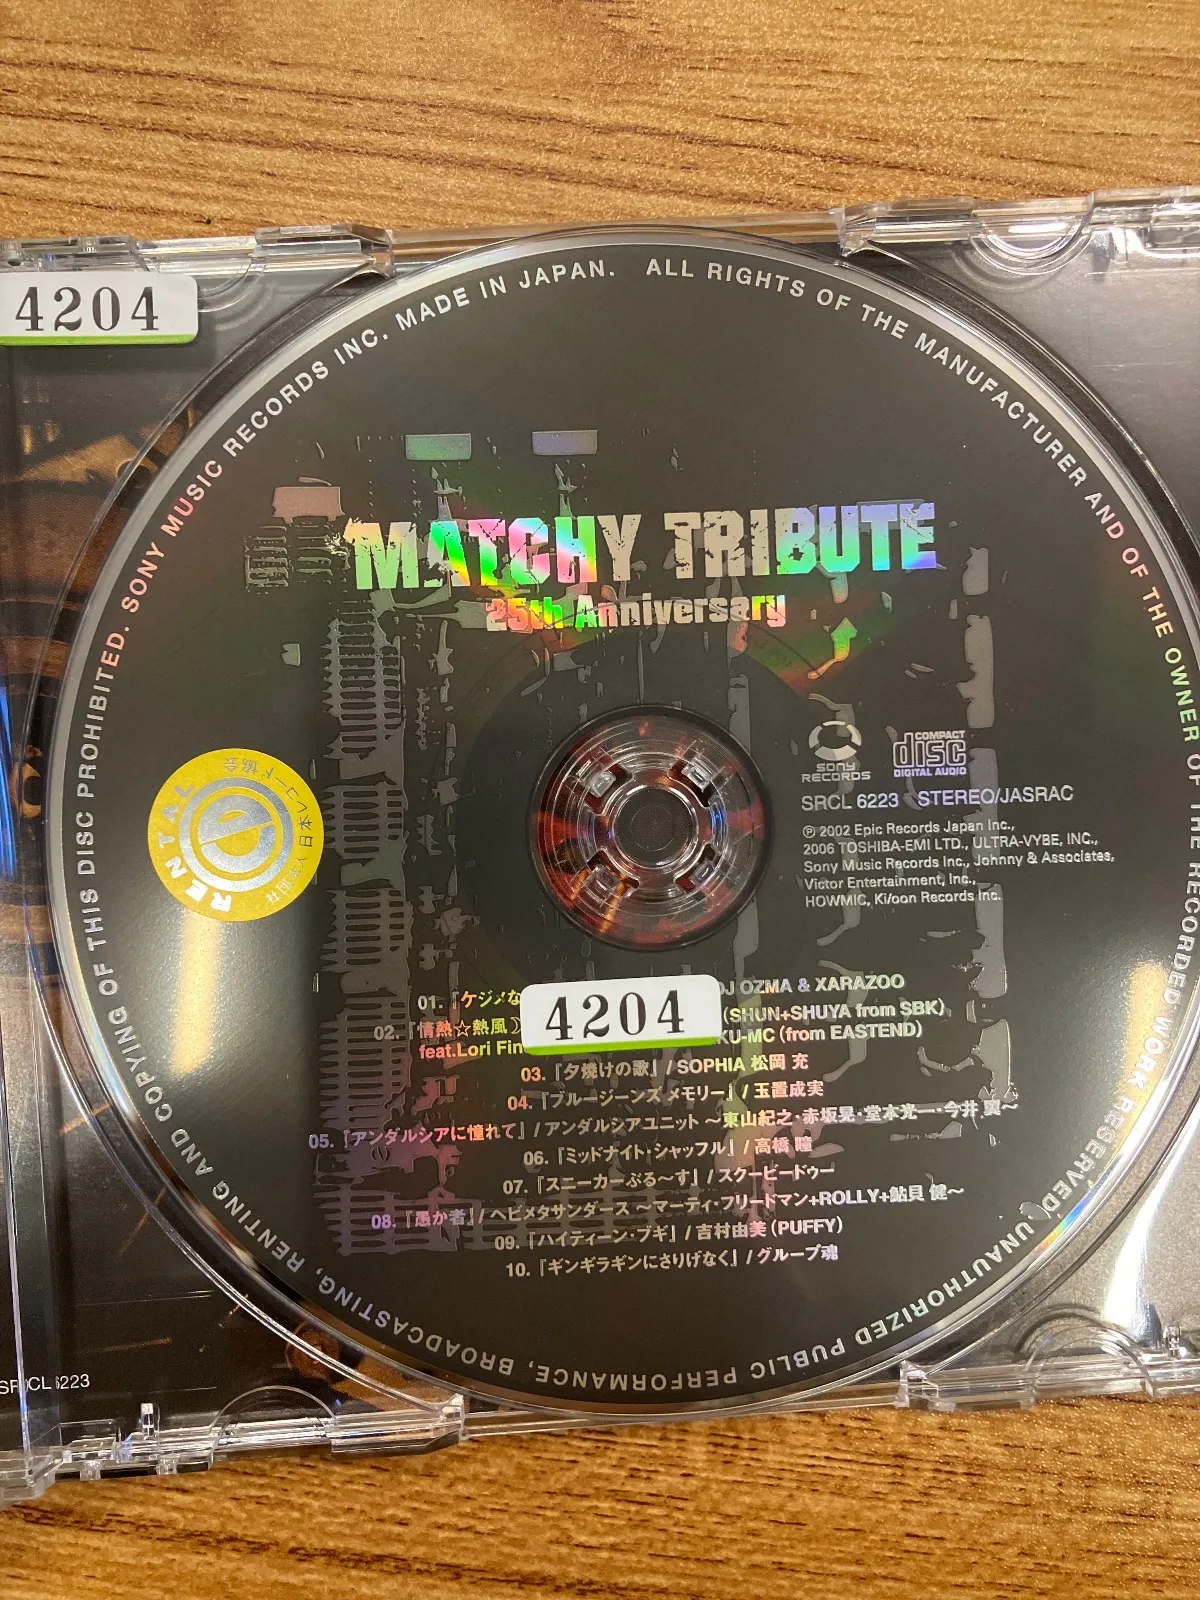 4204
SONY MUSIC RECORDS INC. MADE IN JAPAN. ALL RIGHTS OF THE MANUFACTURER AND OF THE OWNER OF THE RECORDED WORK RESERVED. UNAUTHORIZED PUBLIC PERFORMANCE, BROADCASTING, RENTING AND COPYING OF THIS DISC PROHIBITED.
MATCHY TRIBUTE
25th Anniversary
RENTAL
日本レコード協会
SONY
RECORDS
COMPACT
disc
DIGITAL AUDIO
SRCL 6223 STEREO/JASRAC
℗ 2002 Epic Records Japan Inc.,
2006 TOSHIBA-EMI LTD., ULTRA-VYBE, INC.,
Sony Music Records Inc., Johnny & Associates,
Victor Entertainment, Inc.,
HOWMIC, Ki/oon Records Inc.
01.『ケジメな DJ OZMA & XARAZOO
4204
02.『情熱☆熱風 (SHUN+SHUYA from SBK)
feat.Lori Fin KU-MC (from EASTEND)
03.『夕焼けの歌』/ SOPHIA 松岡 充
04.『ブルージーンズ メモリー』/ 玉置成実
05.『アンダルシアに憧れて』/ アンダルシアユニット ～東山紀之・赤坂晃・堂本光一・今井 翼～
06.『ミッドナイト・シャッフル』/ 高橋 瞳
07.『スニーカーぶる～す』/ スクービードゥー
08.『愚か者』/ ヘビメタサンダース ～マーティ・フリードマン+ROLLY+鮎貝 健～
09.『ハイティーン・ブギ』/ 吉村由美 (PUFFY)
10.『ギンギラギンにさりげなく』/ グループ魂